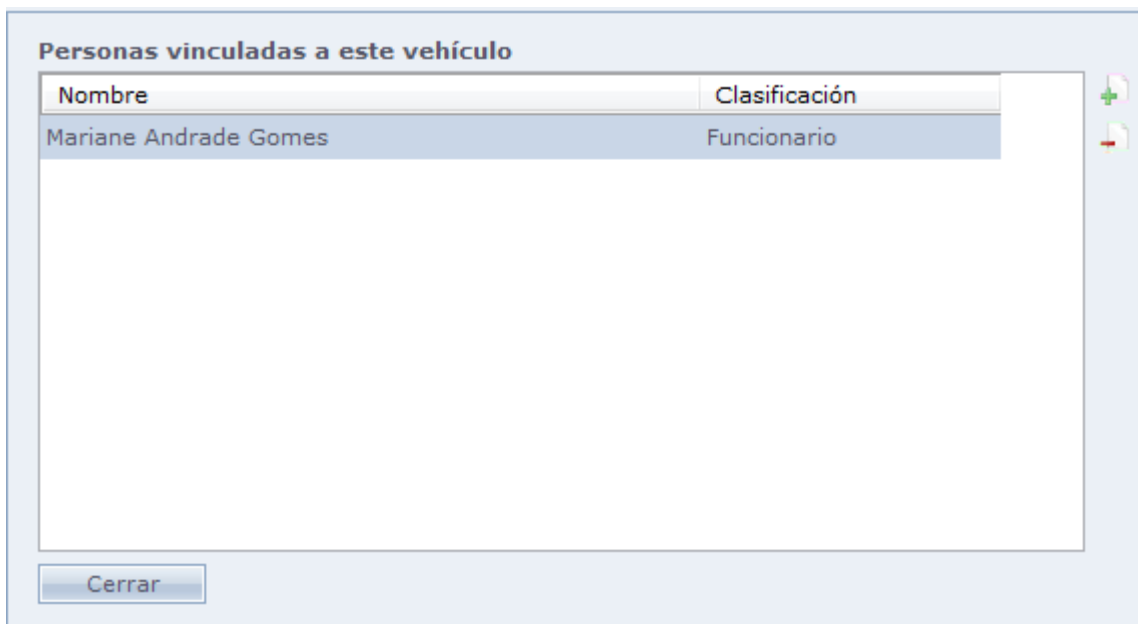 Personas vinculadas a este vehículo
Nombre Clasificación
Mariane Andrade Gomes Funcionario
Cerrar